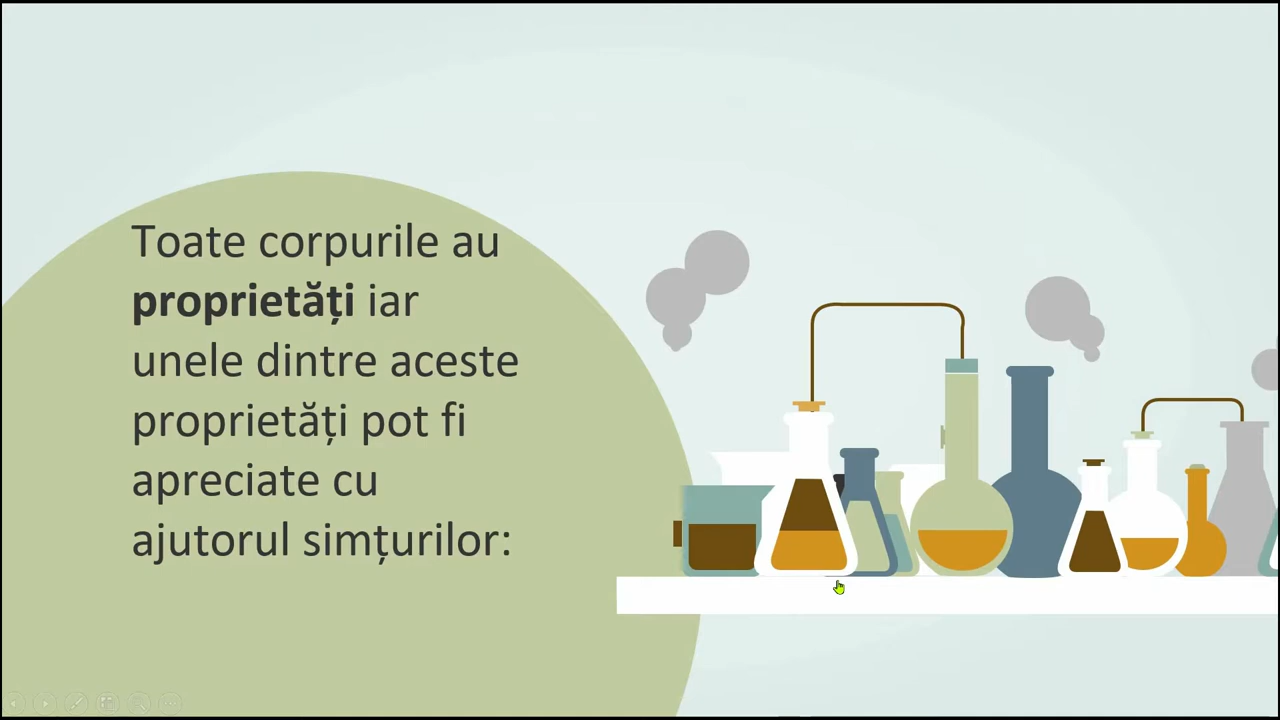 Toate corpurile au
proprietăți iar
unele dintre aceste
proprietăți pot fi
apreciate cu
ajutorul simțurilor: